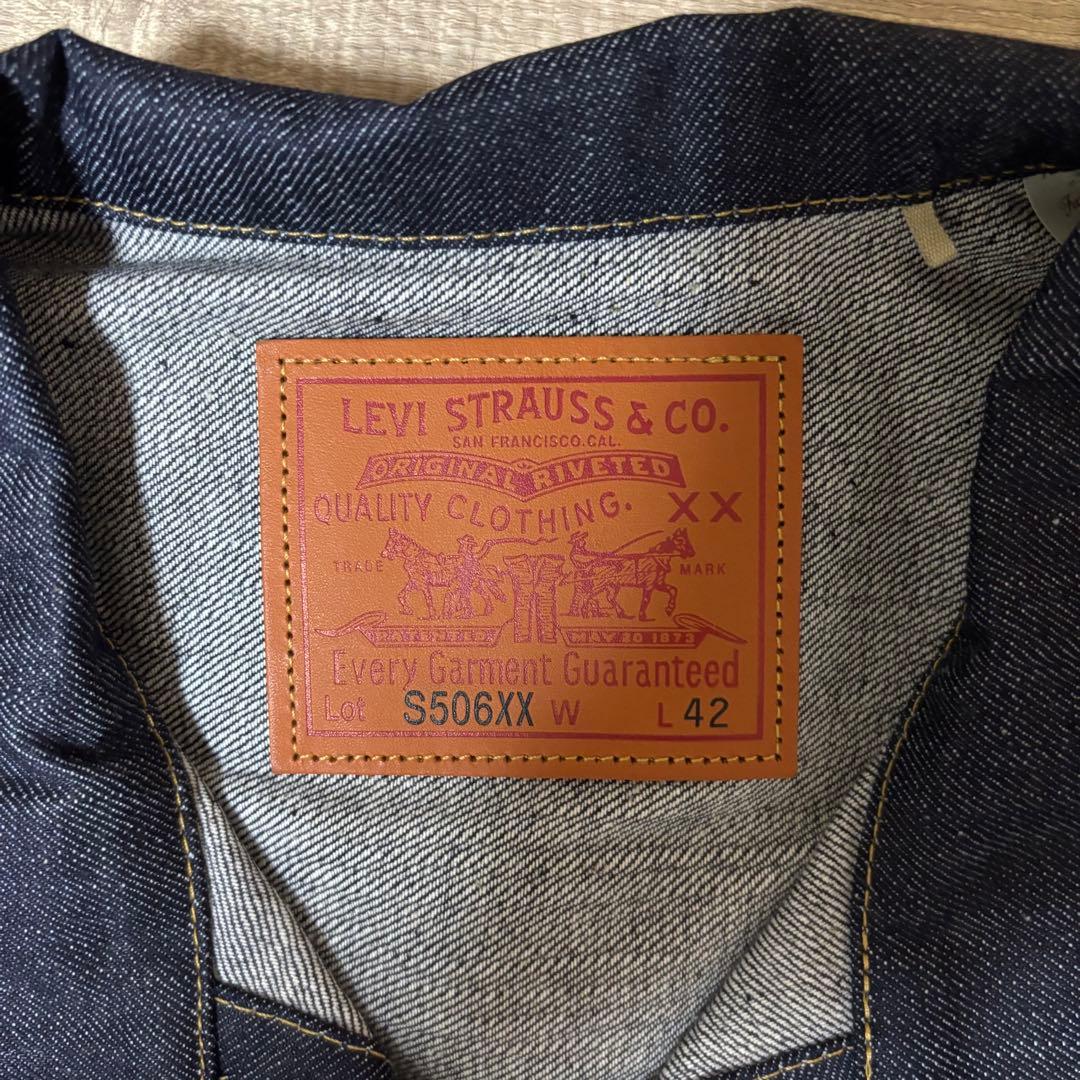 LEVI STRAUSS & CO.
SAN FRANCISCO.CAL.
ORIGINAL RIVETED
QUALITY CLOTHING. XX
TRADE MARK
PATENTED MAY 20 1873
Every Garment Guaranteed
Lot S506XX W L 42